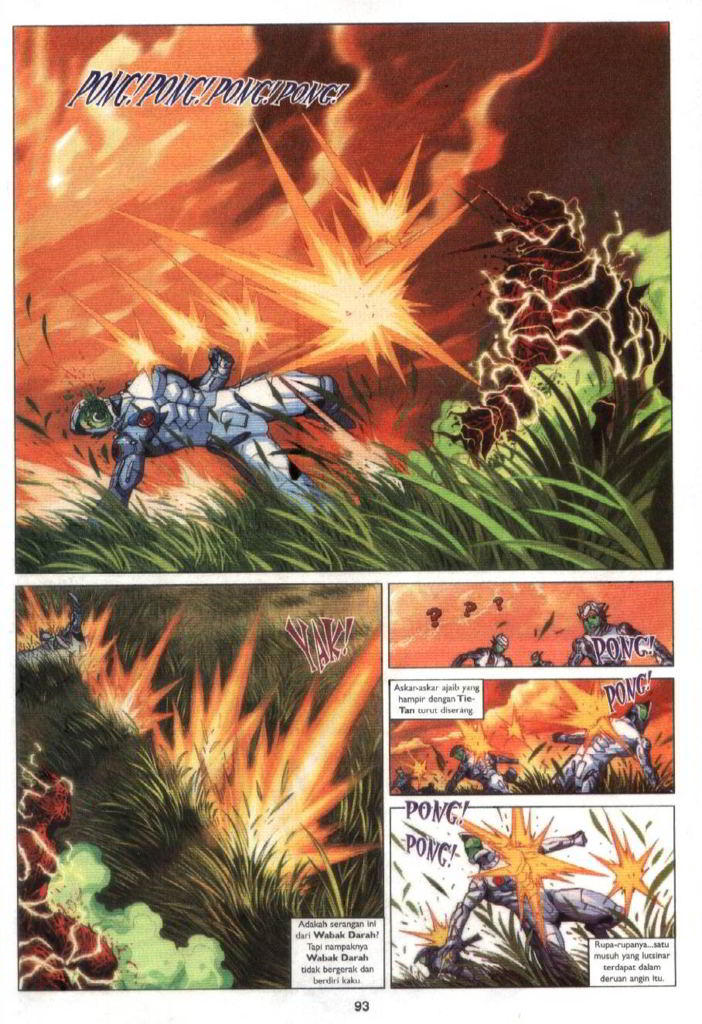 PONG! PONG! PONG! PONG!
YAK!
Adakah serangan ini
dari Wabak Darah?
Tapi nampaknya
Wabak Darah
tidak bergerak dan
berdiri kaku.
? ? ?
PONG!
Askar-askar ajaib yang
hampir dengan Tie-
Tan turut diserang.
PONG!
PONG!
PONG!
Rupa-rupanya...satu
musuh yang lutsinar
terdapat dalam
deruan angin itu.
93